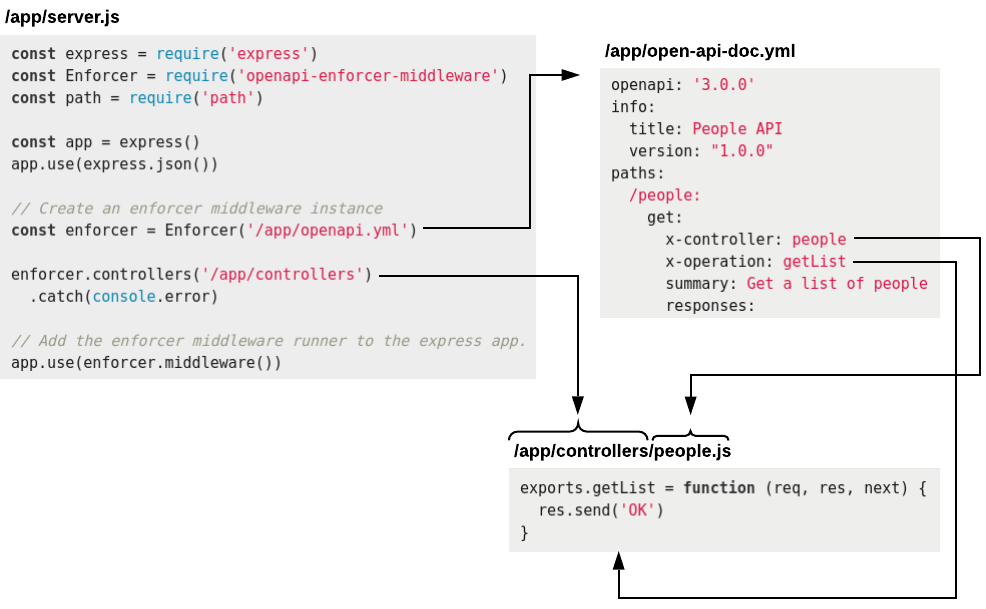 /app/server.js
const express = require('express')
const Enforcer = require('openapi-enforcer-middleware')
const path = require('path')
const app = express()
app.use(express.json())
// Create an enforcer middleware instance
const enforcer = Enforcer('/app/openapi.yml')
enforcer.controllers('/app/controllers')
  .catch(console.error)
// Add the enforcer middleware runner to the express app.
app.use(enforcer.middleware())
/app/open-api-doc.yml
openapi: '3.0.0'
info:
  title: People API
  version: "1.0.0"
paths:
  /people:
    get:
      x-controller: people
      x-operation: getList
      summary: Get a list of people
      responses:
/app/controllers/people.js
exports.getList = function (req, res, next) {
  res.send('OK')
}